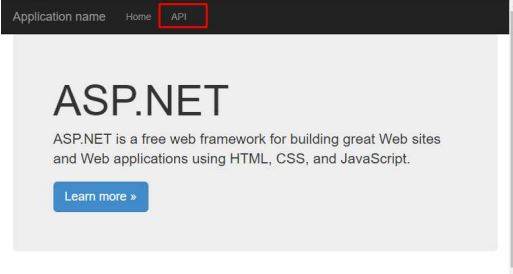 Application name Home API
ASP.NET
ASP.NET is a free web framework for building great Web sites
and Web applications using HTML, CSS, and JavaScript.
Learn more »